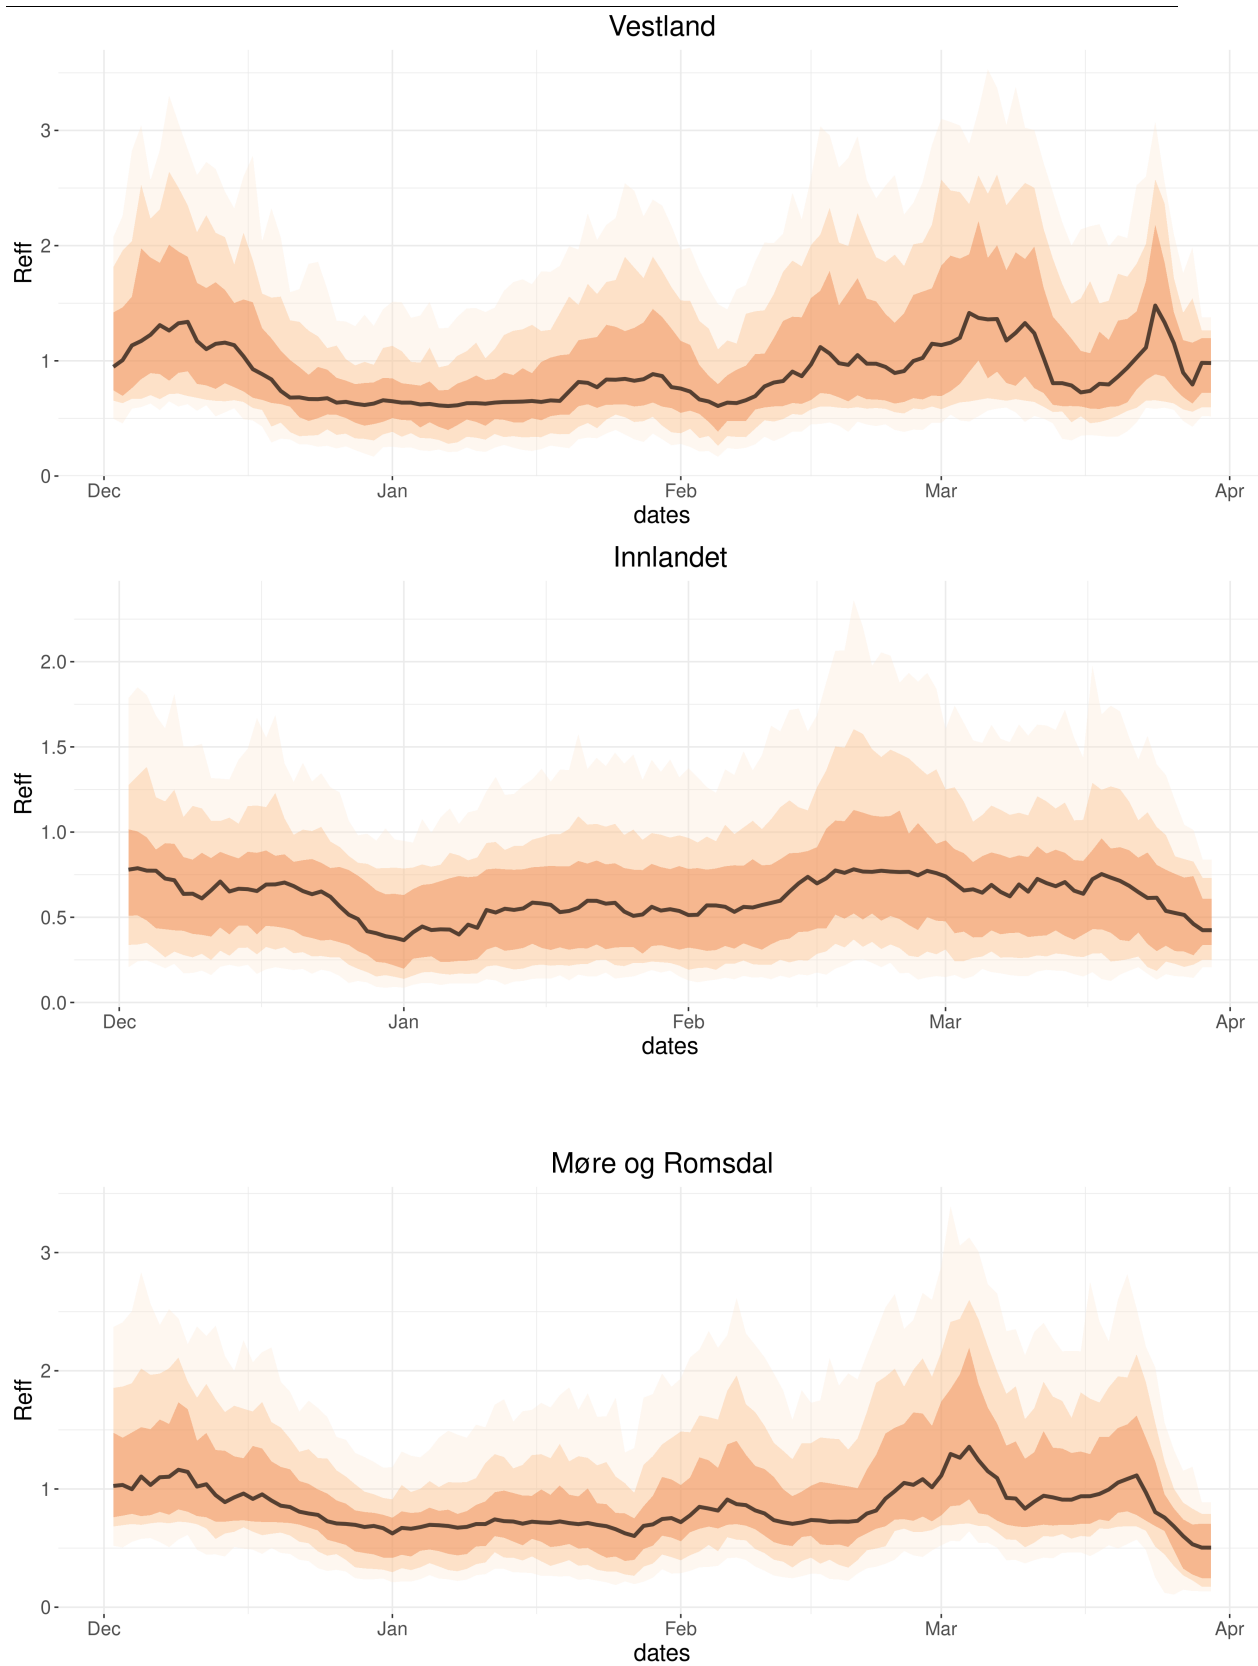 Vestland
Reff
3
2
1
0
Dec Jan Feb Mar Apr
dates
Innlandet
Reff
2.0
1.5
1.0
0.5
0.0
Dec Jan Feb Mar Apr
dates
Møre og Romsdal
Reff
3
2
1
0
Dec Jan Feb Mar Apr
dates